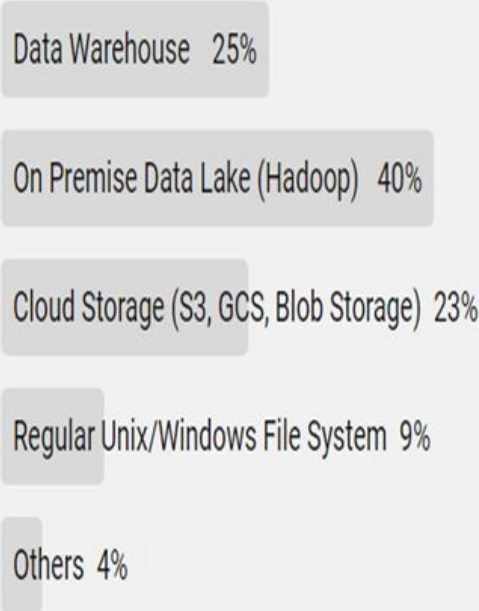 Data Warehouse 25%
On Premise Data Lake (Hadoop) 40%
Cloud Storage (S3, GCS, Blob Storage) 23%
Regular Unix/Windows File System 9%
Others 4%